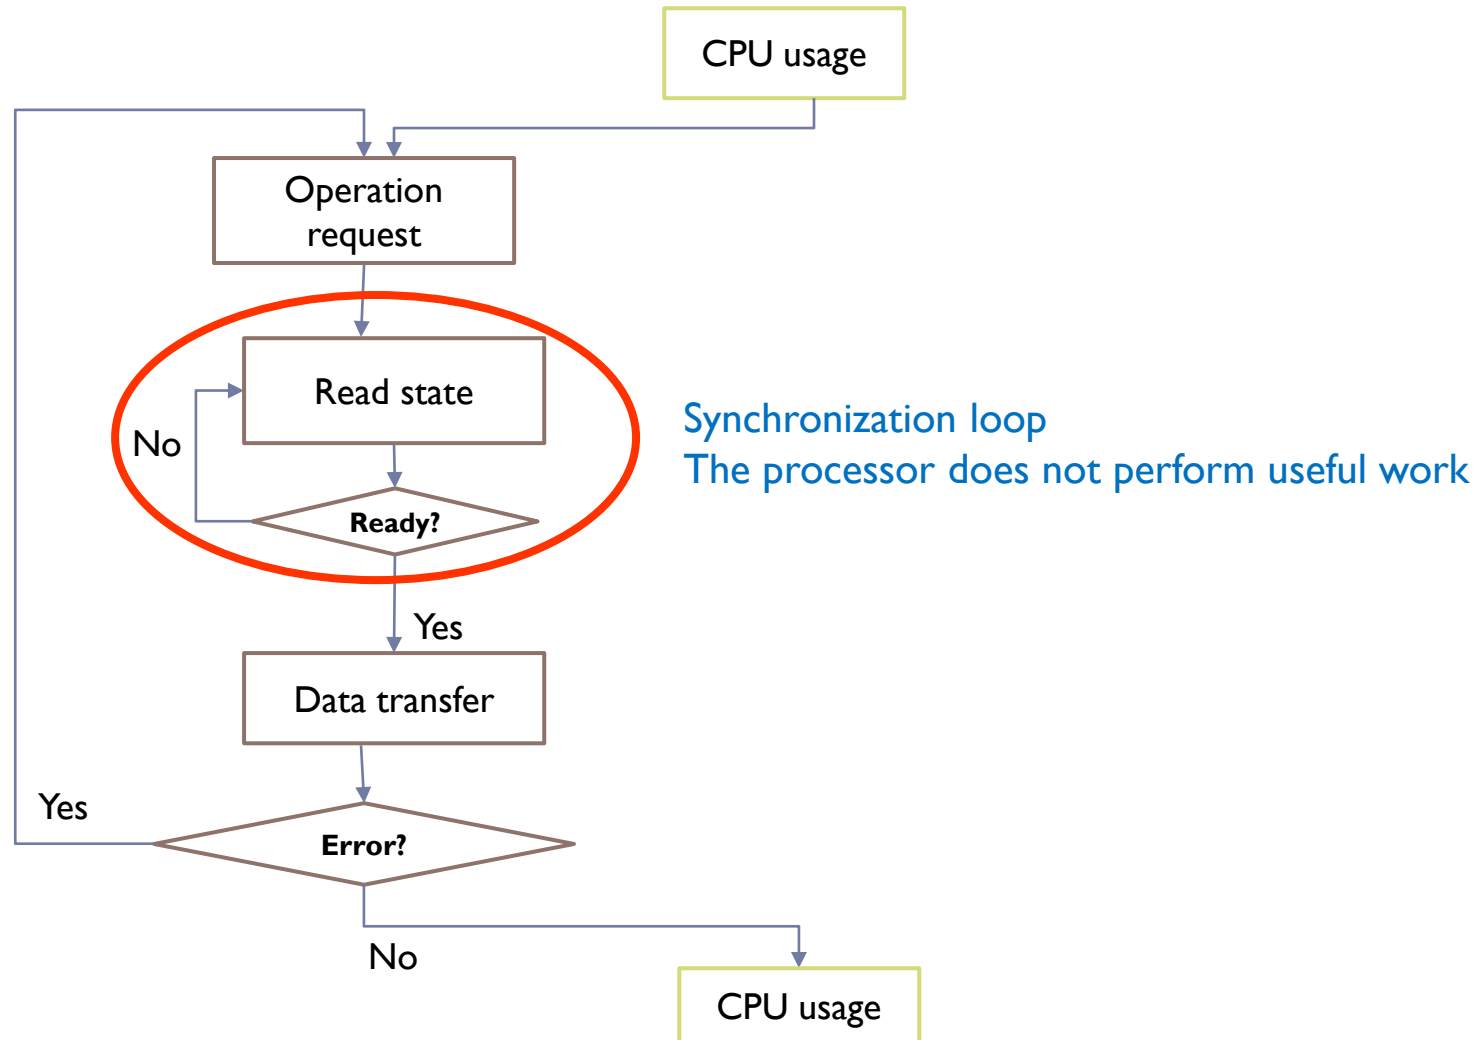 CPU usage
Operation
request
Read state
No
Ready?
Synchronization loop
The processor does not perform useful work
Yes
Data transfer
Yes
Error?
No
CPU usage